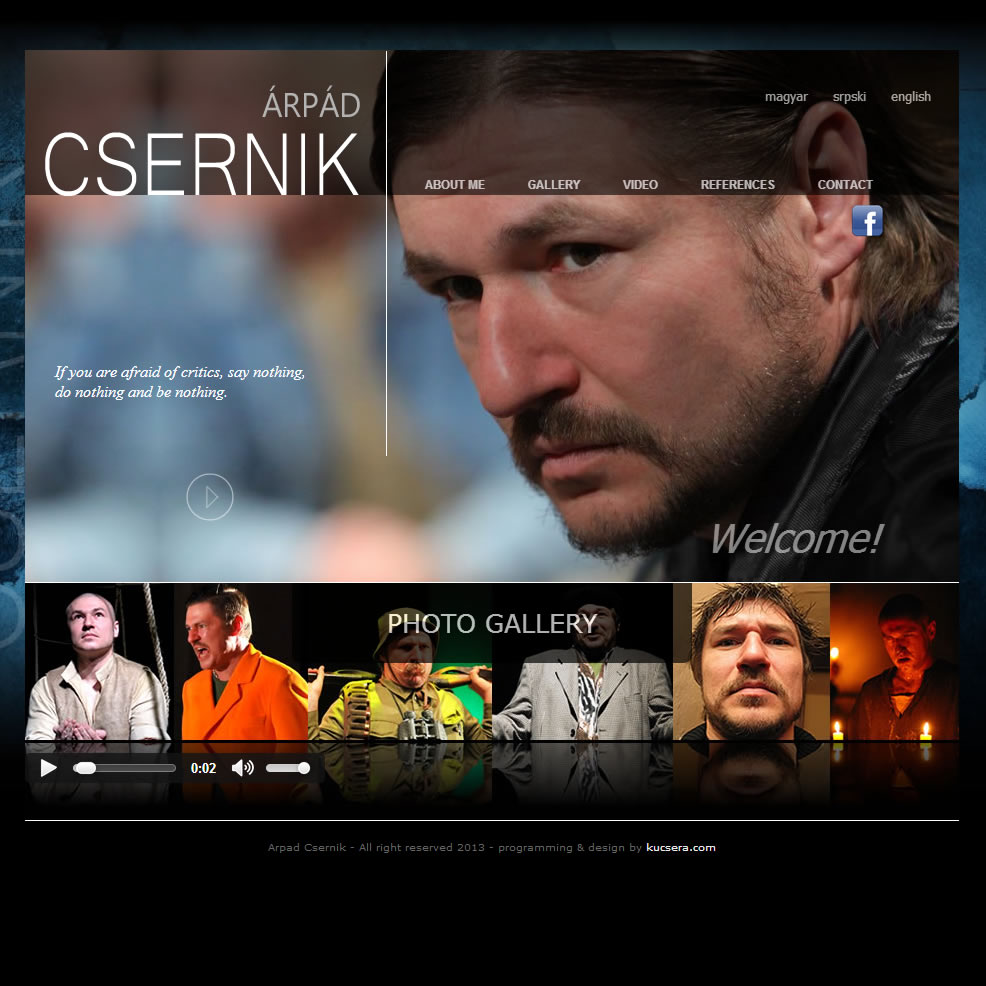 ÁRPÁD
CSERNIK
magyar srpski english
ABOUT ME GALLERY VIDEO REFERENCES CONTACT
f
If you are afraid of critics, say nothing,
do nothing and be nothing.
Welcome!
PHOTO GALLERY
0:02
Arpad Csernik - All right reserved 2013 - programming & design by kucsera.com